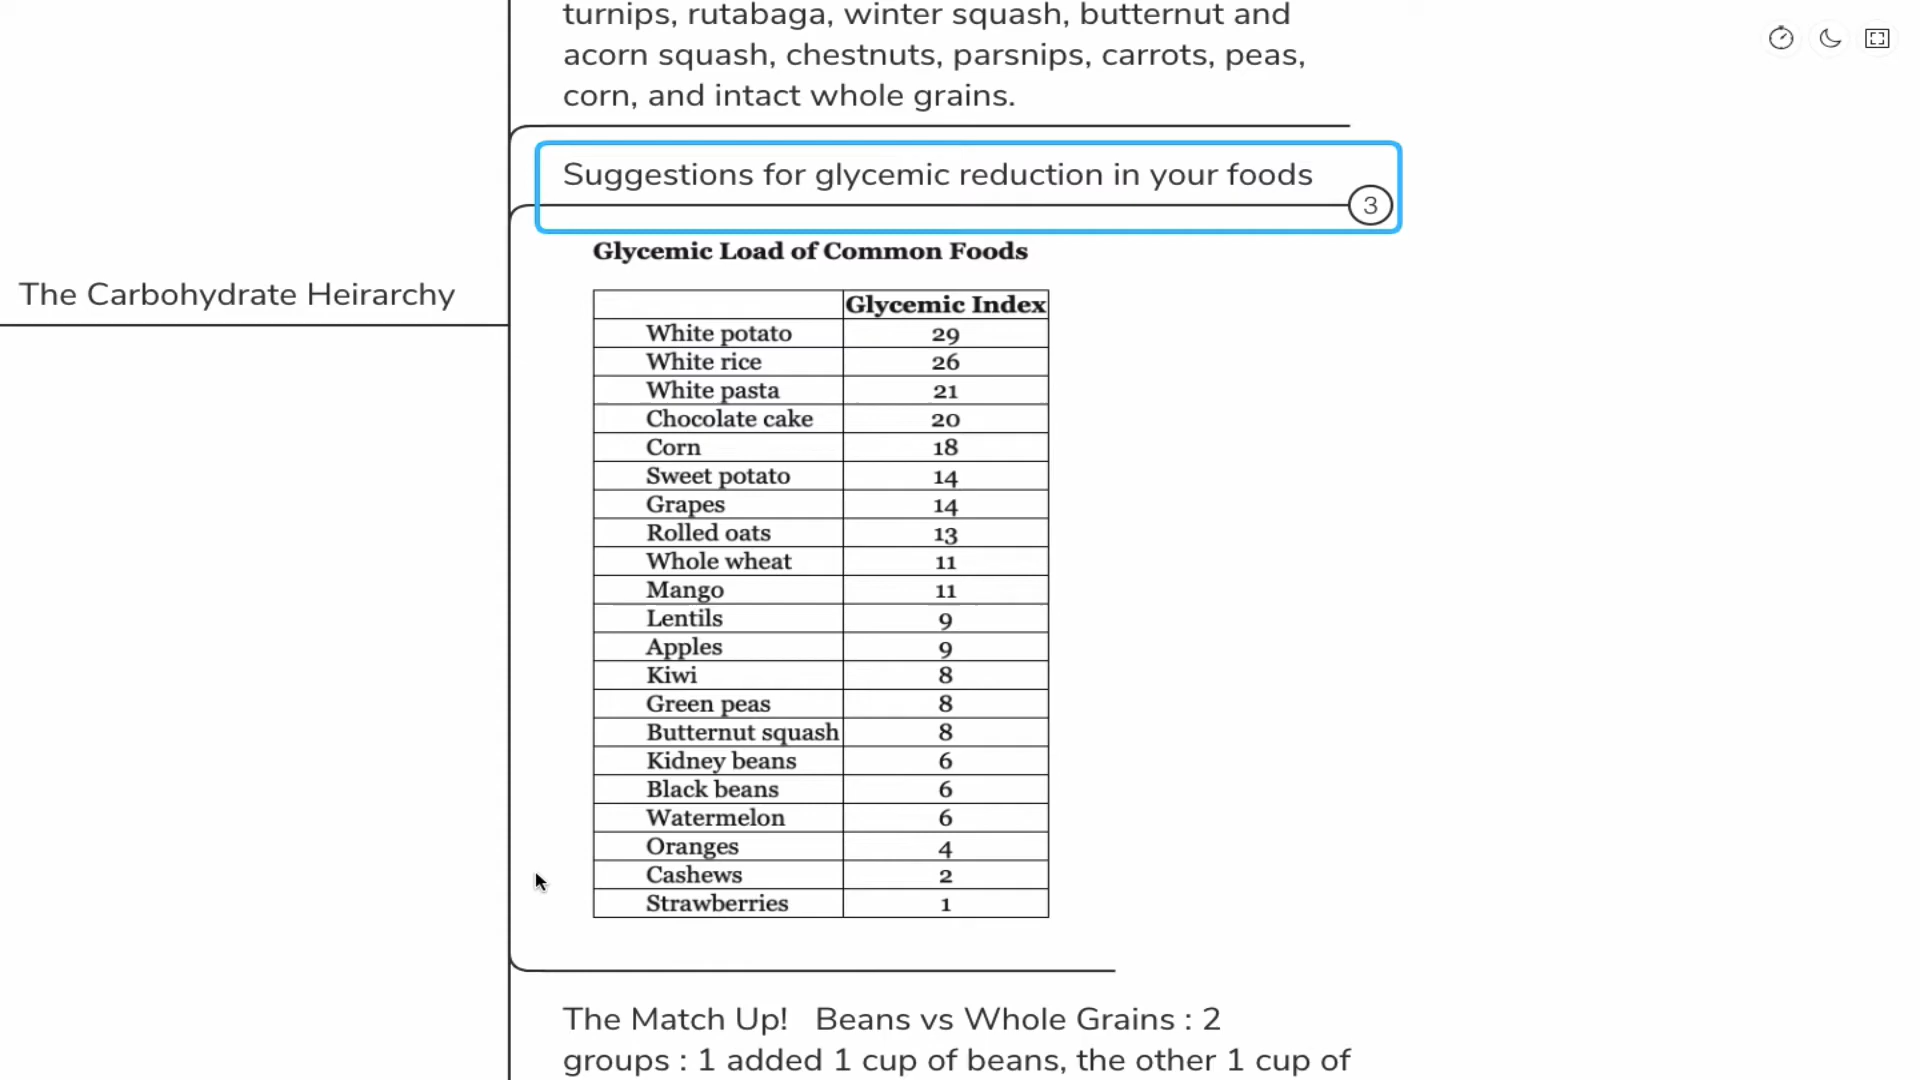 turnips, rutabaga, winter squash, butternut and
acorn squash, chestnuts, parsnips, carrots, peas,
corn, and intact whole grains.
Suggestions for glycemic reduction in your foods
3
The Carbohydrate Heirarchy
Glycemic Load of Common Foods
Glycemic Index
White potato 29
White rice 26
White pasta 21
Chocolate cake 20
Corn 18
Sweet potato 14
Grapes 14
Rolled oats 13
Whole wheat 11
Mango 11
Lentils 9
Apples 9
Kiwi 8
Green peas 8
Butternut squash 8
Kidney beans 6
Black beans 6
Watermelon 6
Oranges 4
Cashews 2
Strawberries 1
The Match Up! Beans vs Whole Grains : 2
groups : 1 added 1 cup of beans, the other 1 cup of